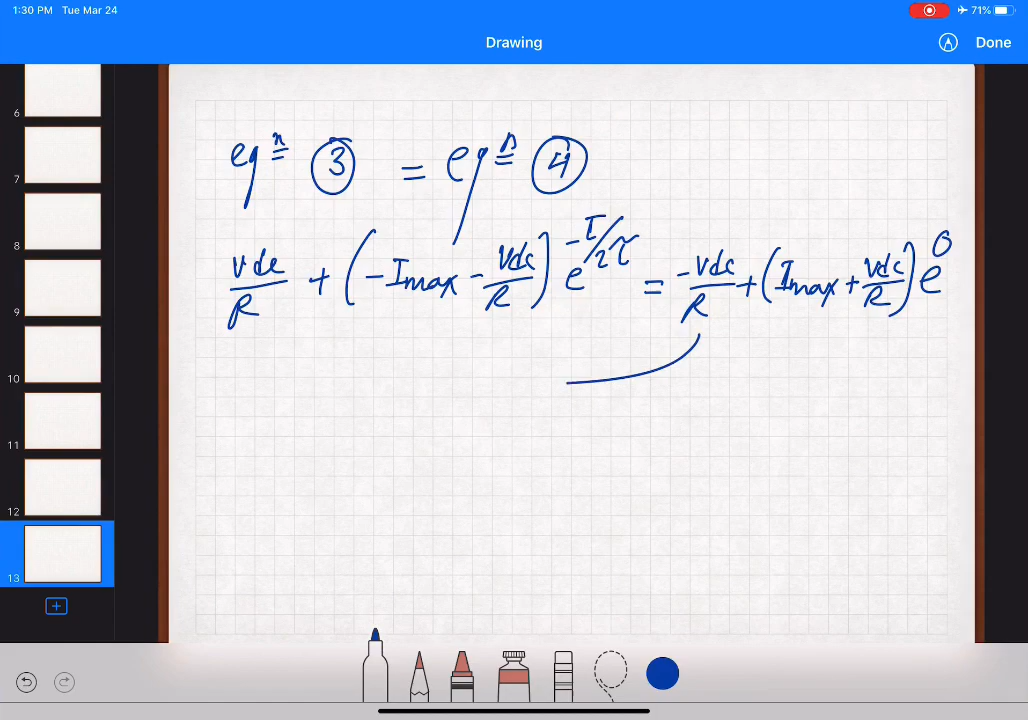 1:30 PM Tue Mar 24
71%
Drawing
Done
6
7
8
9
10
11
12
13
eqⁿ ③ = eqⁿ ④
Vdc/R + (-Imax - Vdc/R) e^(-T/2τ) = -Vdc/R + (Imax + Vdc/R) e^0